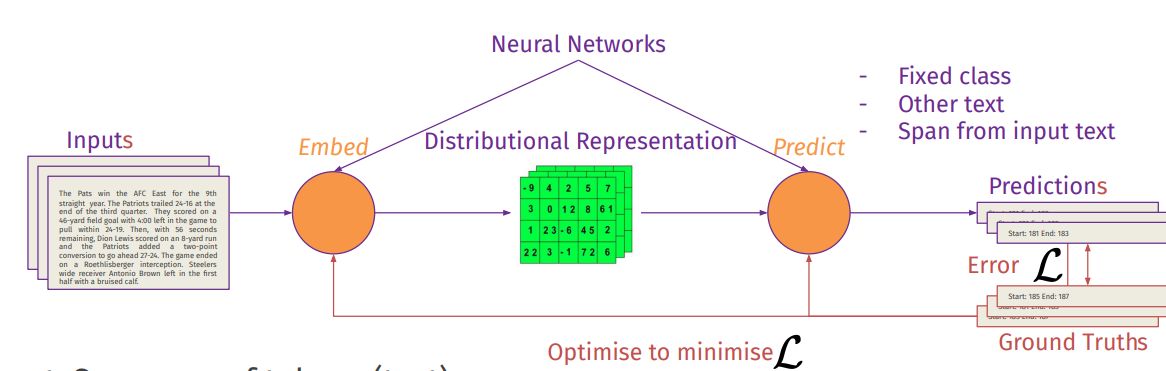 Neural Networks
- Fixed class
- Other text
- Span from input text
Inputs
Embed
Distributional Representation
Predict
The Pats win the AFC East for the 9th
straight year. The Patriots trailed 24-16 at the
end of the third quarter. They scored on a
46-yard field goal with 4:00 left in the game to
pull within 24-19. Then, with 56 seconds
remaining, Dion Lewis scored on an 8-yard run
and the Patriots added a two-point
conversion to go ahead 27-24. The game ended
on a Roethlisberger interception. Steelers
wide receiver Antonio Brown left in the first
half with a bruised calf.
-9 4 2 5 7
3 0 12 8 61
1 23 -6 45 2
22 3 -1 72 6
Predictions
Start: 181 End: 183
Error ℒ
Start: 185 End: 187
Ground Truths
Optimise to minimise ℒ